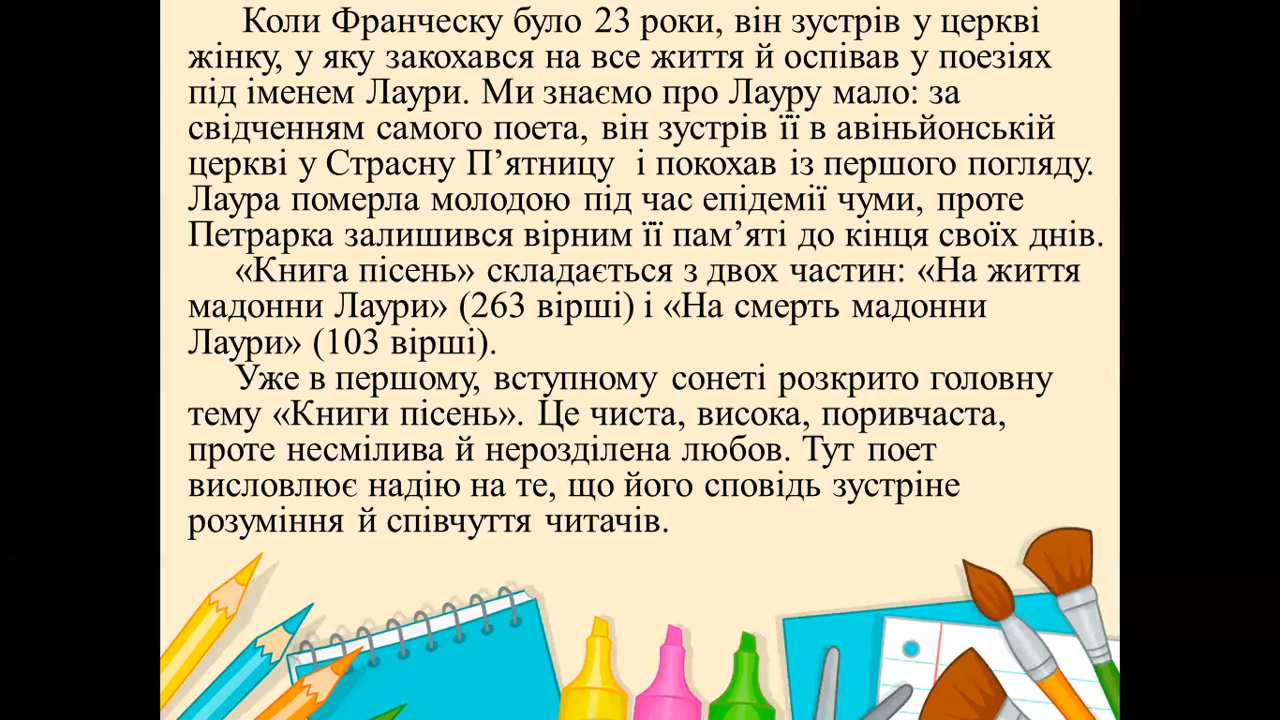 Коли Франческу було 23 роки, він зустрів у церкві
жінку, у яку закохався на все життя й оспівав у поезіях
під іменем Лаури. Ми знаємо про Лауру мало: за
свідченням самого поета, він зустрів її в авіньйонській
церкві у Страсну П’ятницу і покохав із першого погляду.
Лаура померла молодою під час епідемії чуми, проте
Петрарка залишився вірним її пам’яті до кінця своїх днів.
«Книга пісень» складається з двох частин: «На життя
мадонни Лаури» (263 вірші) і «На смерть мадонни
Лаури» (103 вірші).
Уже в першому, вступному сонеті розкрито головну
тему «Книги пісень». Це чиста, висока, поривчаста,
проте несмілива й нерозділена любов. Тут поет
висловлює надію на те, що його сповідь зустріне
розуміння й співчуття читачів.